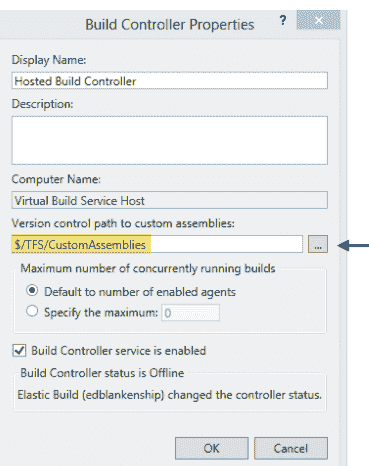 Build Controller Properties
?
Display Name:
Hosted Build Controller
Description:
Computer Name:
Virtual Build Service Host
Version control path to custom assemblies:
$/TFS/CustomAssemblies
...
Maximum number of concurrently running builds
Default to number of enabled agents
Specify the maximum: 0
Build Controller service is enabled
Build Controller status is Offline
Elastic Build (edblankenship) changed the controller status.
OK Cancel